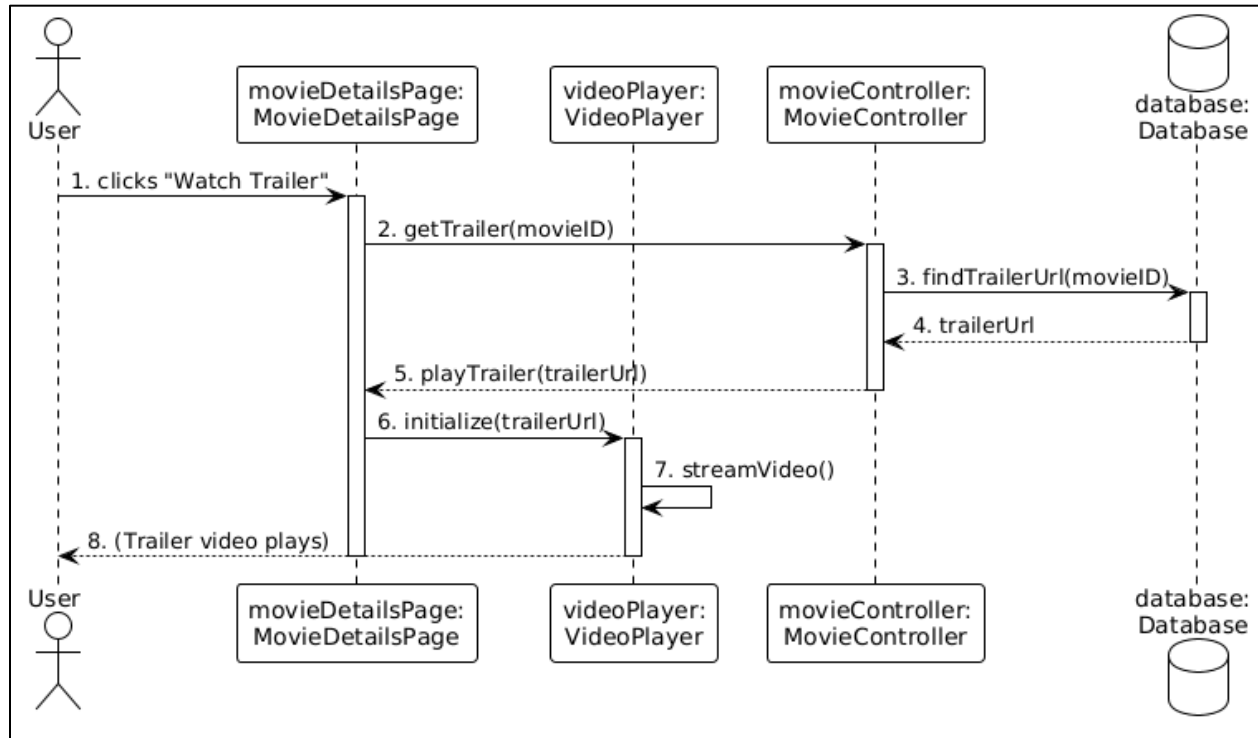 User
movieDetailsPage:
MovieDetailsPage
videoPlayer:
VideoPlayer
movieController:
MovieController
database:
Database
1. clicks "Watch Trailer"
2. getTrailer(movieID)
3. findTrailerUrl(movieID)
4. trailerUrl
5. playTrailer(trailerUrl)
6. initialize(trailerUrl)
7. streamVideo()
8. (Trailer video plays)
User
movieDetailsPage:
MovieDetailsPage
videoPlayer:
VideoPlayer
movieController:
MovieController
database:
Database